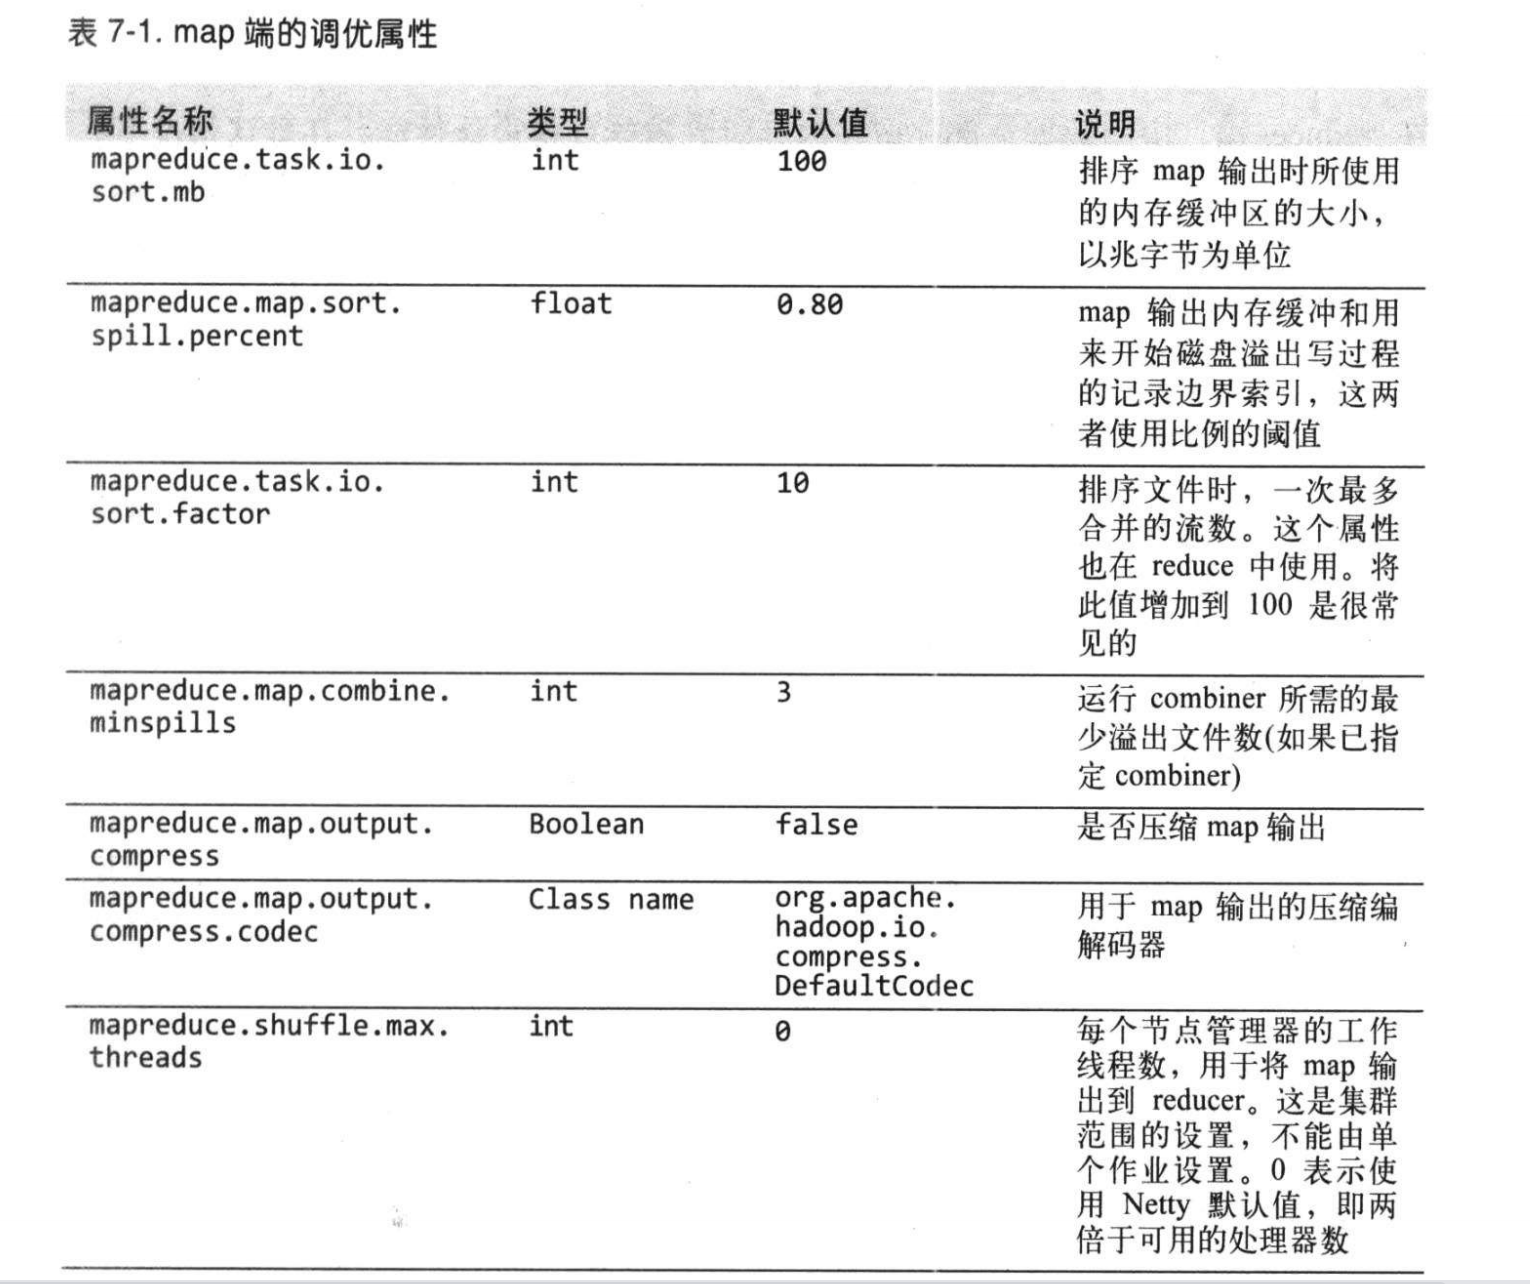 表 7-1. map 端的调优属性
属性名称 类型 默认值 说明
mapreduce.task.io. int 100 排序 map 输出时所使用
sort.mb 的内存缓冲区的大小，
以兆字节为单位
mapreduce.map.sort. float 0.80 map 输出内存缓冲和用
spill.percent 来开始磁盘溢出写过程
的记录边界索引，这两
者使用比例的阈值
mapreduce.task.io. int 10 排序文件时，一次最多
sort.factor 合并的流数。这个属性
也在 reduce 中使用。将
此值增加到 100 是很常
见的
mapreduce.map.combine. int 3 运行 combiner 所需的最
minspills 少溢出文件数(如果已指
定 combiner)
mapreduce.map.output. Boolean false 是否压缩 map 输出
compress
mapreduce.map.output. Class name org.apache. 用于 map 输出的压缩编
compress.codec hadoop.io. 解码器
compress.
DefaultCodec
mapreduce.shuffle.max. int 0 每个节点管理器的工作
threads 线程数，用于将 map 输
出到 reducer。这是集群
范围的设置，不能由单
个作业设置。0 表示使
用 Netty 默认值，即两
倍于可用的处理器数